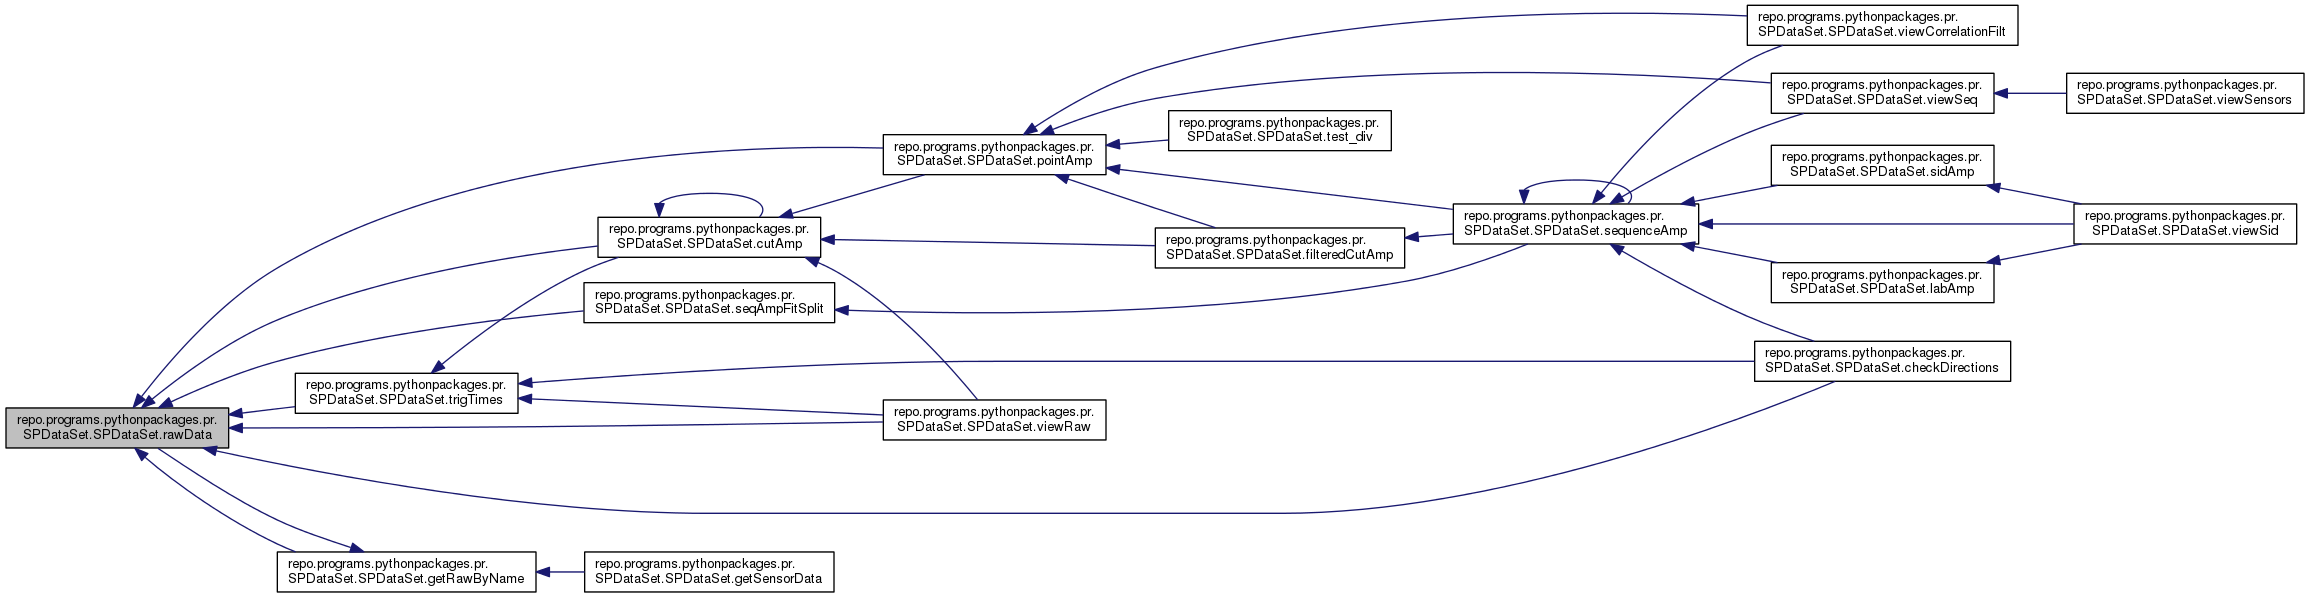 repo.programs.pythonpackages.pr.
SPDataSet.SPDataSet.viewCorrelationFilt
repo.programs.pythonpackages.pr.
SPDataSet.SPDataSet.viewSeq
repo.programs.pythonpackages.pr.
SPDataSet.SPDataSet.viewSensors
repo.programs.pythonpackages.pr.
SPDataSet.SPDataSet.test_div
repo.programs.pythonpackages.pr.
SPDataSet.SPDataSet.pointAmp
repo.programs.pythonpackages.pr.
SPDataSet.SPDataSet.sidAmp
repo.programs.pythonpackages.pr.
SPDataSet.SPDataSet.cutAmp
repo.programs.pythonpackages.pr.
SPDataSet.SPDataSet.filteredCutAmp
repo.programs.pythonpackages.pr.
SPDataSet.SPDataSet.sequenceAmp
repo.programs.pythonpackages.pr.
SPDataSet.SPDataSet.viewSid
repo.programs.pythonpackages.pr.
SPDataSet.SPDataSet.labAmp
repo.programs.pythonpackages.pr.
SPDataSet.SPDataSet.seqAmpFitSplit
repo.programs.pythonpackages.pr.
SPDataSet.SPDataSet.checkDirections
repo.programs.pythonpackages.pr.
SPDataSet.SPDataSet.trigTimes
repo.programs.pythonpackages.pr.
SPDataSet.SPDataSet.rawData
repo.programs.pythonpackages.pr.
SPDataSet.SPDataSet.viewRaw
repo.programs.pythonpackages.pr.
SPDataSet.SPDataSet.getRawByName
repo.programs.pythonpackages.pr.
SPDataSet.SPDataSet.getSensorData